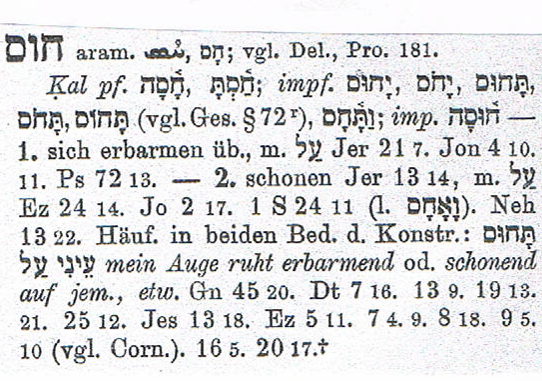 חוס aram. ܚܘܣ, חָס; vgl. Del., Pro. 181.
Ḳal pf. חַ֫סְתָּ, חָ֫סָה; impf. יָחוּס, יָחֹס, תָּחוּס,
תָּחוֹס, תָּחֹס (vgl. Ges. § 72 r), וַתָּ֫חָס; imp. ח֫וּסָה —
1. sich erbarmen üb., m. עַל Jer 21 7. Jon 4 10.
11. Ps 72 13. — 2. schonen Jer 13 14, m. עַל
Ez 24 14. Jo 2 17. 1 S 24 11 (l. וָאָחֻס). Neh
13 22. Häuf. in beiden Bed. d. Konstr.: תָּחוּס
עֵינִי עַל mein Auge ruht erbarmend od. schonend
auf jem., etw. Gn 45 20. Dt 7 16. 13 9. 19 13.
21. 25 12. Jes 13 18. Ez 5 11. 7 4. 9. 8 18. 9 5.
10 (vgl. Corn.). 16 5. 20 17.†